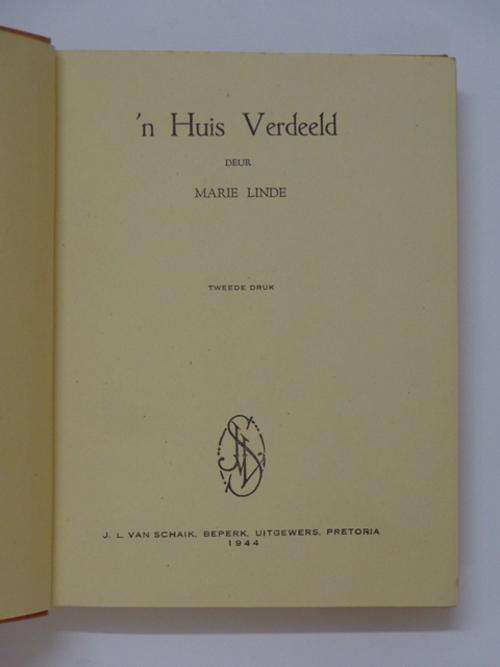 'n Huis Verdeeld
DEUR
MARIE LINDE
TWEEDE DRUK
J. L. VAN SCHAIK, BEPERK, UITGEWERS, PRETORIA
1944